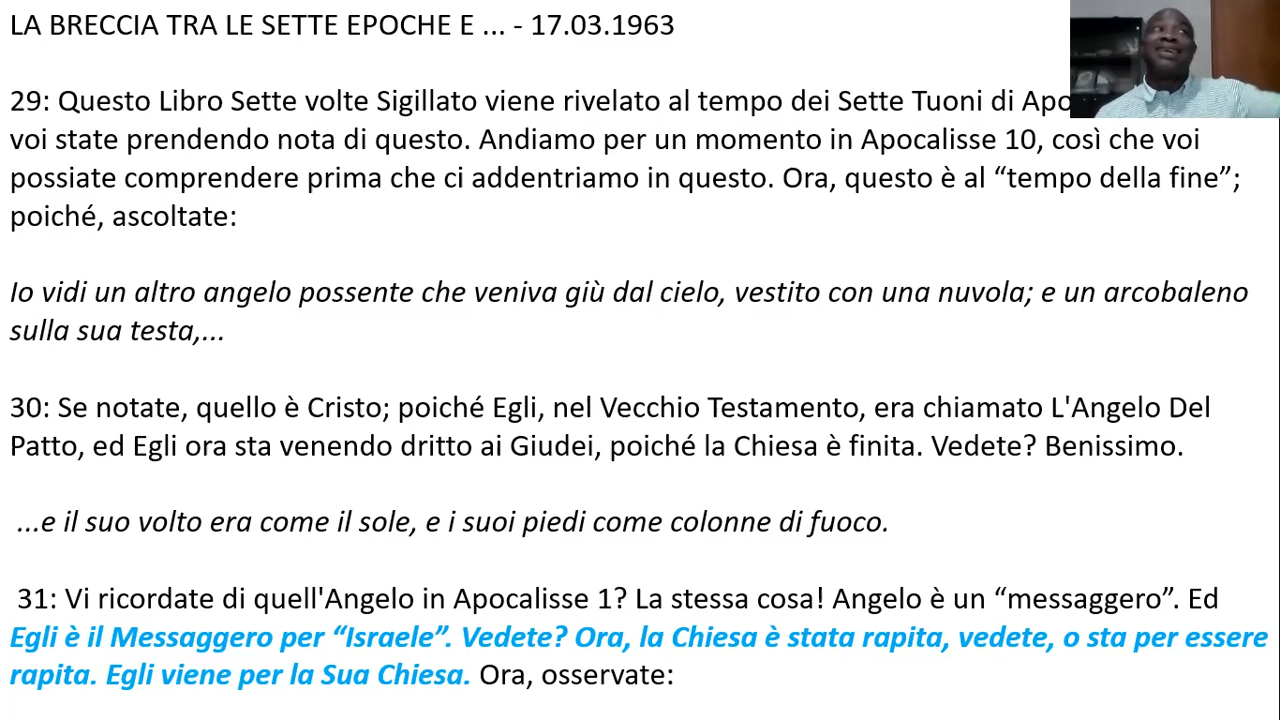 LA BRECCIA TRA LE SETTE EPOCHE E ... - 17.03.1963
29: Questo Libro Sette volte Sigillato viene rivelato al tempo dei Sette Tuoni di
voi state prendendo nota di questo. Andiamo per un momento in Apocalisse 10, così che voi
possiate comprendere prima che ci addentriamo in questo. Ora, questo è al “tempo della fine”;
poiché, ascoltate:
Io vidi un altro angelo possente che veniva giù dal cielo, vestito con una nuvola; e un arcobaleno
sulla sua testa,...
30: Se notate, quello è Cristo; poiché Egli, nel Vecchio Testamento, era chiamato L'Angelo Del
Patto, ed Egli ora sta venendo dritto ai Giudei, poiché la Chiesa è finita. Vedete? Benissimo.
...e il suo volto era come il sole, e i suoi piedi come colonne di fuoco.
31: Vi ricordate di quell'Angelo in Apocalisse 1? La stessa cosa! Angelo è un “messaggero”. Ed
Egli è il Messaggero per “Israele”. Vedete? Ora, la Chiesa è stata rapita, vedete, o sta per essere
rapita. Egli viene per la Sua Chiesa. Ora, osservate: